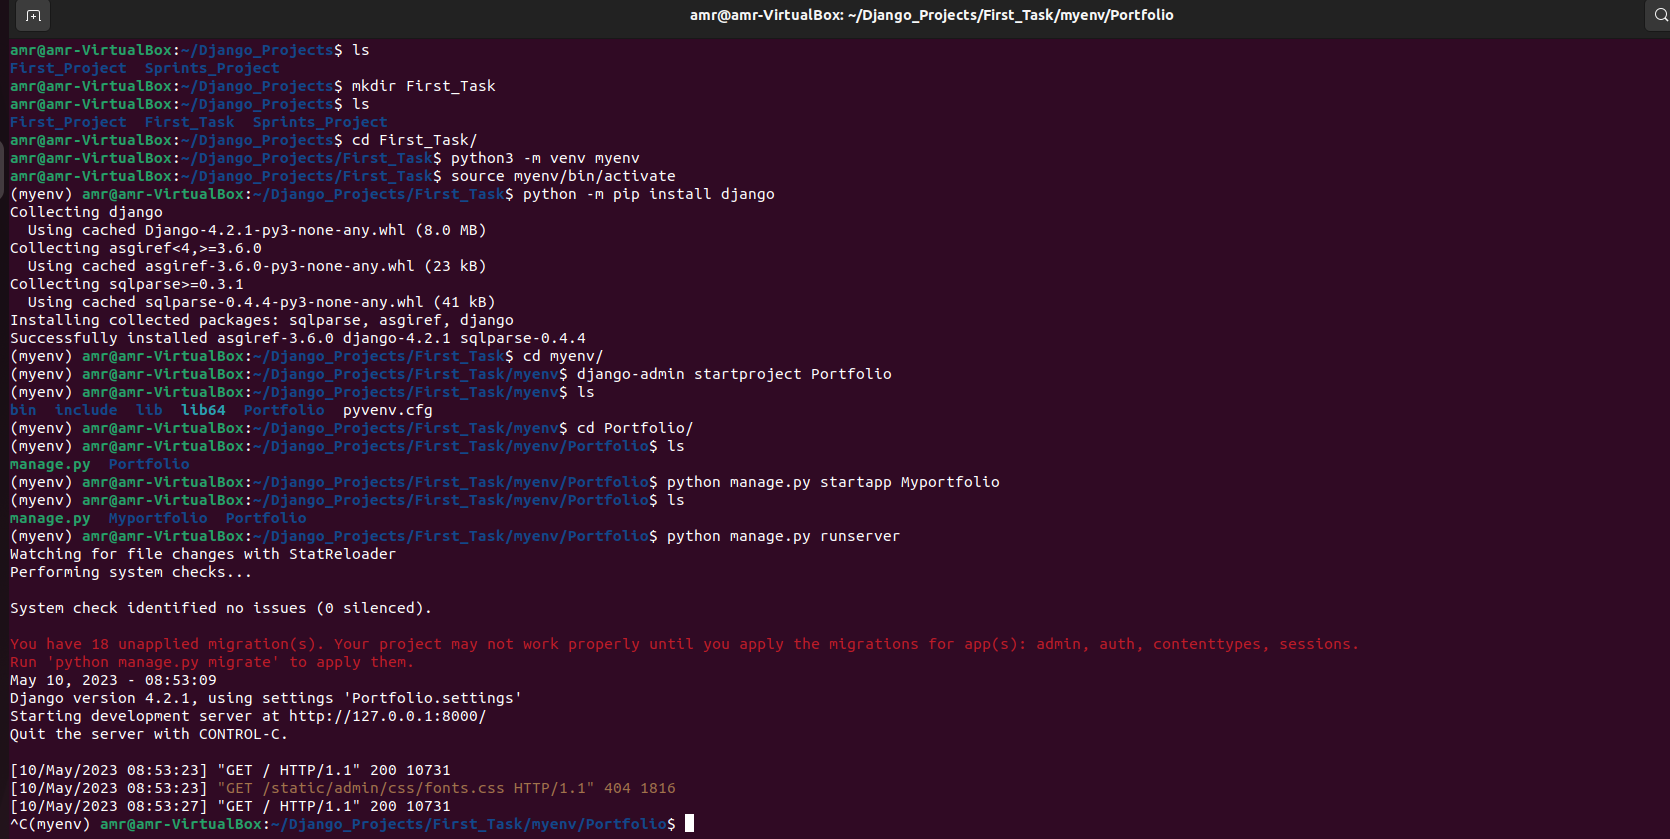 amr@amr-VirtualBox: ~/Django_Projects/First_Task/myenv/Portfolio
amr@amr-VirtualBox:~/Django_Projects$ ls
First_Project  Sprints_Project
amr@amr-VirtualBox:~/Django_Projects$ mkdir First_Task
amr@amr-VirtualBox:~/Django_Projects$ ls
First_Project  First_Task  Sprints_Project
amr@amr-VirtualBox:~/Django_Projects$ cd First_Task/
amr@amr-VirtualBox:~/Django_Projects/First_Task$ python3 -m venv myenv
amr@amr-VirtualBox:~/Django_Projects/First_Task$ source myenv/bin/activate
(myenv) amr@amr-VirtualBox:~/Django_Projects/First_Task$ python -m pip install django
Collecting django
  Using cached Django-4.2.1-py3-none-any.whl (8.0 MB)
Collecting asgiref<4,>=3.6.0
  Using cached asgiref-3.6.0-py3-none-any.whl (23 kB)
Collecting sqlparse>=0.3.1
  Using cached sqlparse-0.4.4-py3-none-any.whl (41 kB)
Installing collected packages: sqlparse, asgiref, django
Successfully installed asgiref-3.6.0 django-4.2.1 sqlparse-0.4.4
(myenv) amr@amr-VirtualBox:~/Django_Projects/First_Task$ cd myenv/
(myenv) amr@amr-VirtualBox:~/Django_Projects/First_Task/myenv$ django-admin startproject Portfolio
(myenv) amr@amr-VirtualBox:~/Django_Projects/First_Task/myenv$ ls
bin  include  lib  lib64  Portfolio  pyvenv.cfg
(myenv) amr@amr-VirtualBox:~/Django_Projects/First_Task/myenv$ cd Portfolio/
(myenv) amr@amr-VirtualBox:~/Django_Projects/First_Task/myenv/Portfolio$ ls
manage.py  Portfolio
(myenv) amr@amr-VirtualBox:~/Django_Projects/First_Task/myenv/Portfolio$ python manage.py startapp Myportfolio
(myenv) amr@amr-VirtualBox:~/Django_Projects/First_Task/myenv/Portfolio$ ls
manage.py  Myportfolio  Portfolio
(myenv) amr@amr-VirtualBox:~/Django_Projects/First_Task/myenv/Portfolio$ python manage.py runserver
Watching for file changes with StatReloader
Performing system checks...
System check identified no issues (0 silenced).
You have 18 unapplied migration(s). Your project may not work properly until you apply the migrations for app(s): admin, auth, contenttypes, sessions.
Run 'python manage.py migrate' to apply them.
May 10, 2023 - 08:53:09
Django version 4.2.1, using settings 'Portfolio.settings'
Starting development server at http://127.0.0.1:8000/
Quit the server with CONTROL-C.
[10/May/2023 08:53:23] "GET / HTTP/1.1" 200 10731
[10/May/2023 08:53:23] "GET /static/admin/css/fonts.css HTTP/1.1" 404 1816
[10/May/2023 08:53:27] "GET / HTTP/1.1" 200 10731
^C(myenv) amr@amr-VirtualBox:~/Django_Projects/First_Task/myenv/Portfolio$